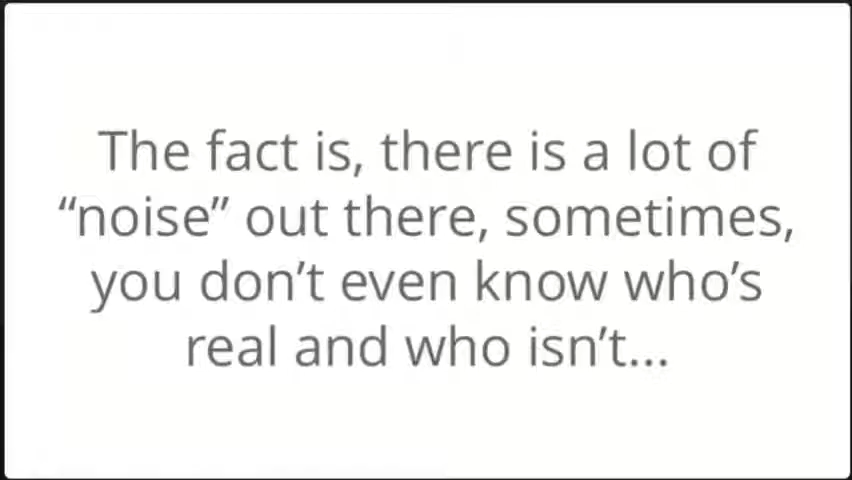 The fact is, there is a lot of
“noise” out there, sometimes,
you don’t even know who’s
real and who isn’t...